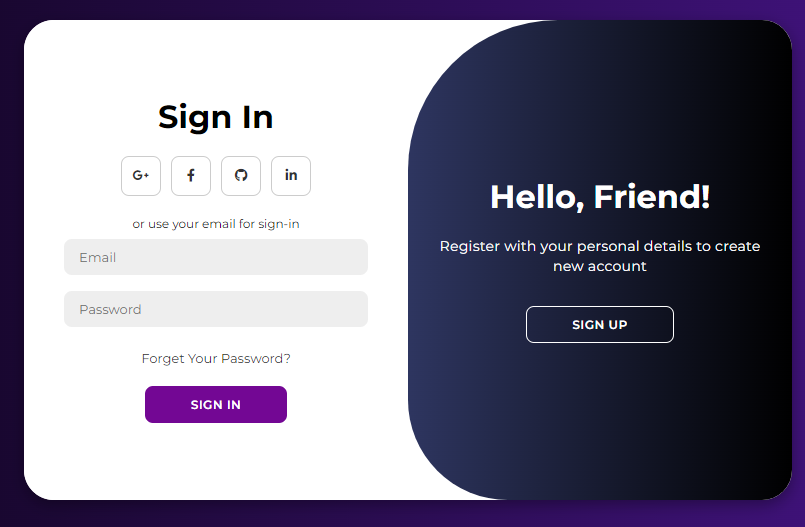 Sign In
G+
f
in
or use your email for sign-in
Email
Password
Forget Your Password?
SIGN IN
Hello, Friend!
Register with your personal details to create
new account
SIGN UP